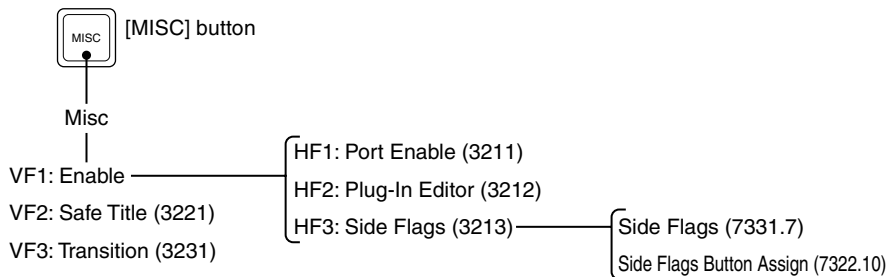 MISC
[MISC] button
Misc
VF1: Enable
VF2: Safe Title (3221)
VF3: Transition (3231)
HF1: Port Enable (3211)
HF2: Plug-In Editor (3212)
HF3: Side Flags (3213)
Side Flags (7331.7)
Side Flags Button Assign (7322.10)